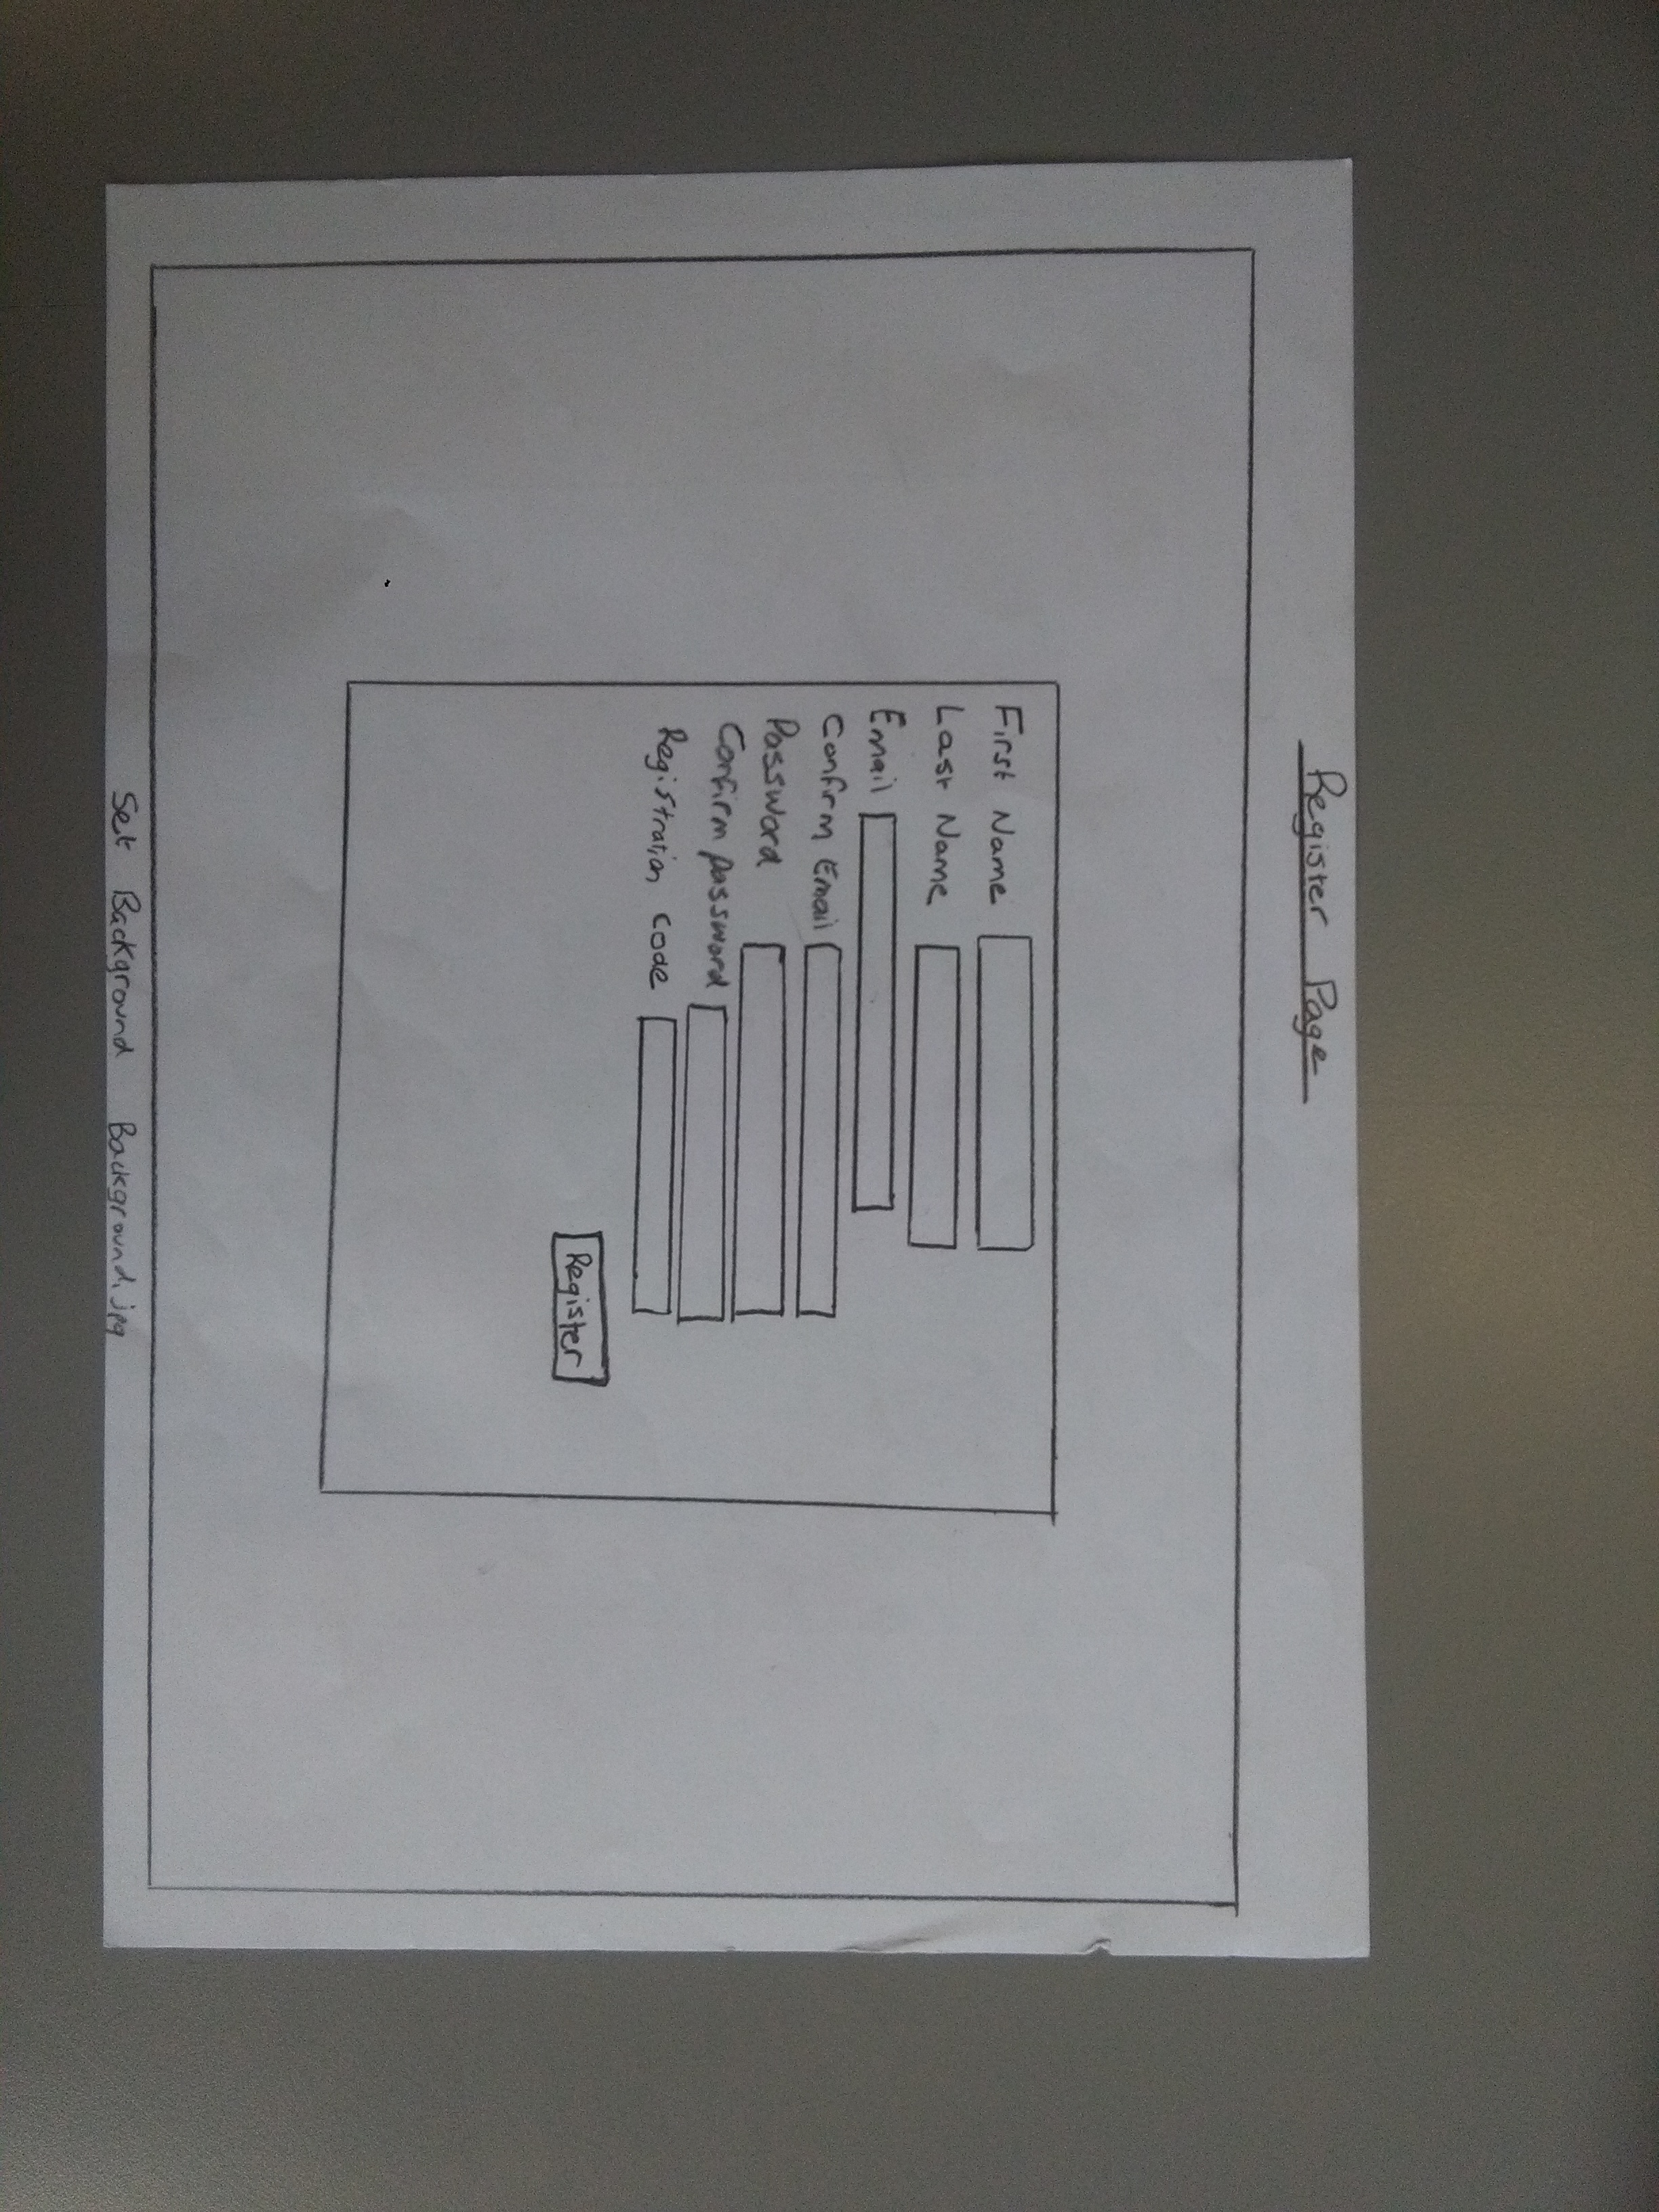 Register Page
First Name
Last Name
Email
Confirm Email
Password
Confirm password
Registration Code
Register
Set Background Background.jpg